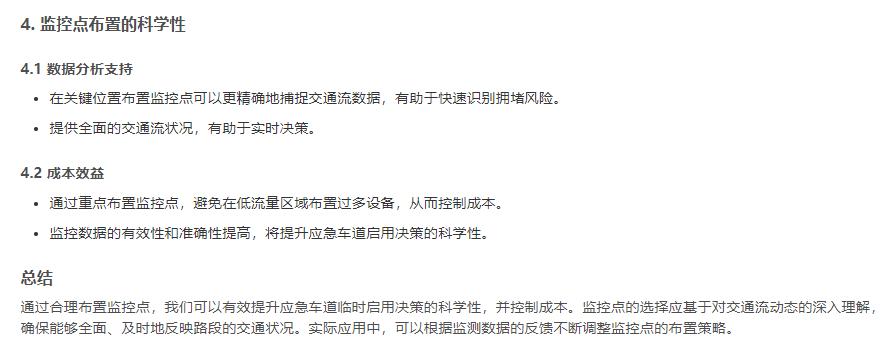 4. 监控点布置的科学性
4.1 数据分析支持
• 在关键位置布置监控点可以更精确地捕捉交通流数据，有助于快速识别拥堵风险。
• 提供全面的交通流状况，有助于实时决策。
4.2 成本效益
• 通过重点布置监控点，避免在低流量区域布置过多设备，从而控制成本。
• 监控数据的有效性和准确性提高，将提升应急车道启用决策的科学性。
总结
通过合理布置监控点，我们可以有效提升应急车道临时启用决策的科学性，并控制成本。监控点的选择应基于对交通流动态的深入理解，
确保能够全面、及时地反映路段的交通状况。实际应用中，可以根据监测数据的反馈不断调整监控点的布置策略。